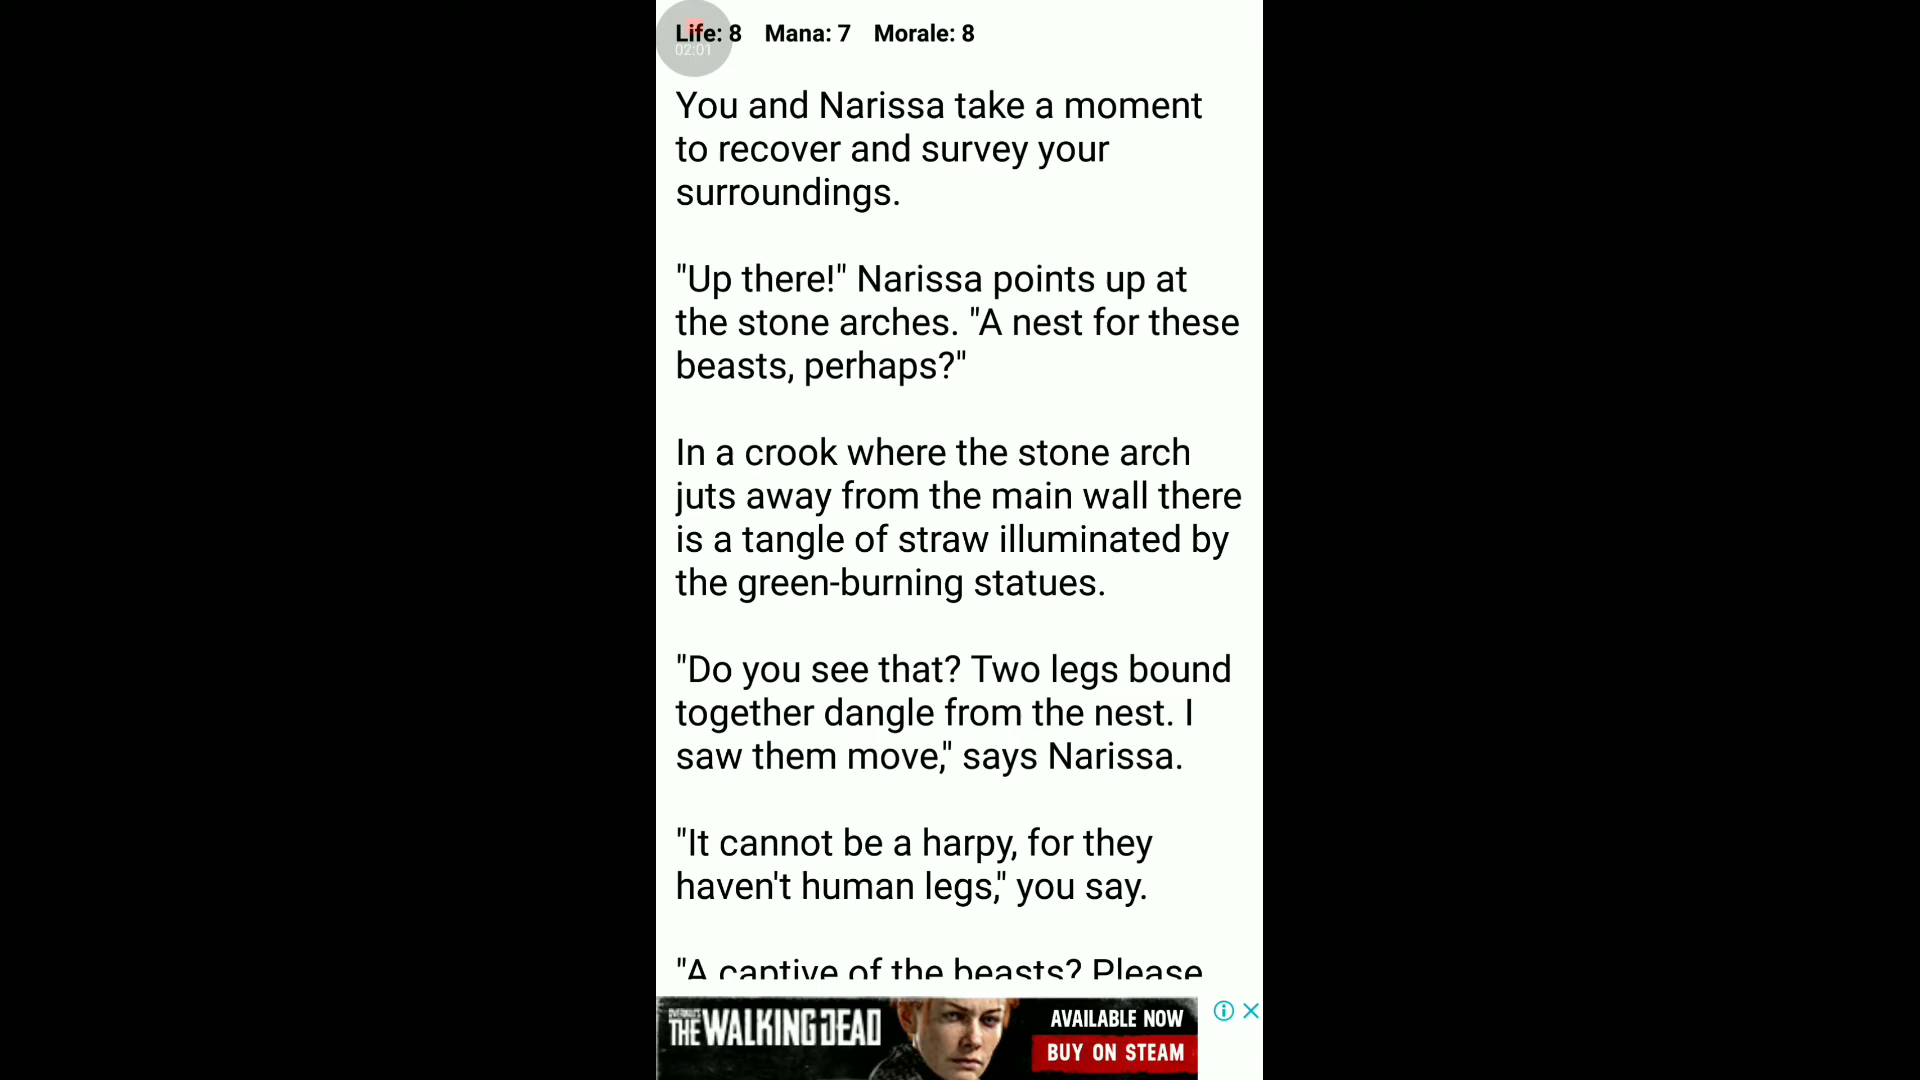 Life: 8 Mana: 7 Morale: 8
02:01
You and Narissa take a moment
to recover and survey your
surroundings.
"Up there!" Narissa points up at
the stone arches. "A nest for these
beasts, perhaps?"
In a crook where the stone arch
juts away from the main wall there
is a tangle of straw illuminated by
the green-burning statues.
"Do you see that? Two legs bound
together dangle from the nest. I
saw them move," says Narissa.
"It cannot be a harpy, for they
haven't human legs," you say.
"A captive of the beasts? Please
OVERKILL'S
THE WALKING DEAD
AVAILABLE NOW
BUY ON STEAM